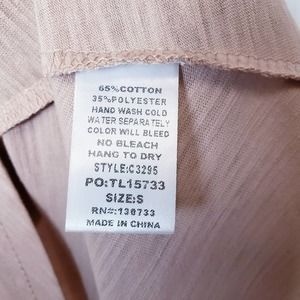 65%COTTON
35%POLYESTER
HAND WASH COLD
WATER SEPARATELY
COLOR WILL BLEED
NO BLEACH
HANG TO DRY
STYLE:C3295
PO:TL15733
SIZE:S
RN#:130733
MADE IN CHINA